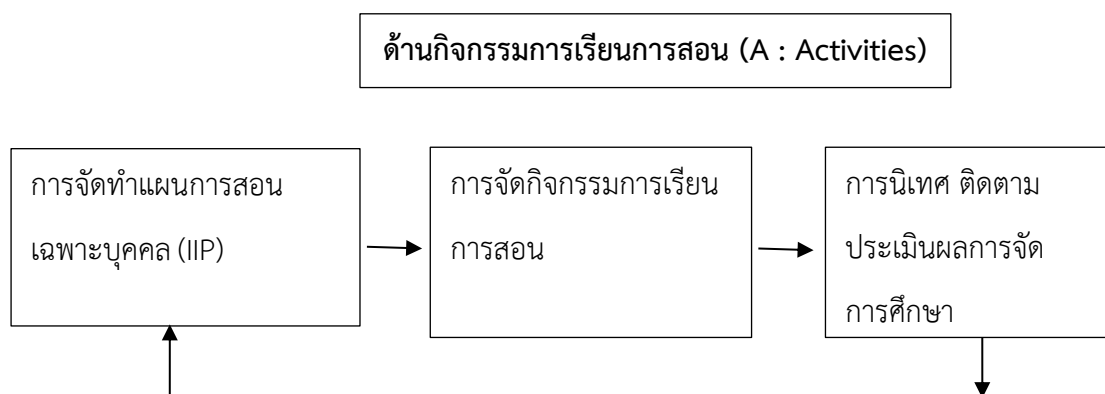 ด้านกิจกรรมการเรียนการสอน (A : Activities)
การจัดทำแผนการสอน
เฉพาะบุคคล (IIP)
การจัดกิจกรรมการเรียน
การสอน
การนิเทศ ติดตาม
ประเมินผลการจัด
การศึกษา